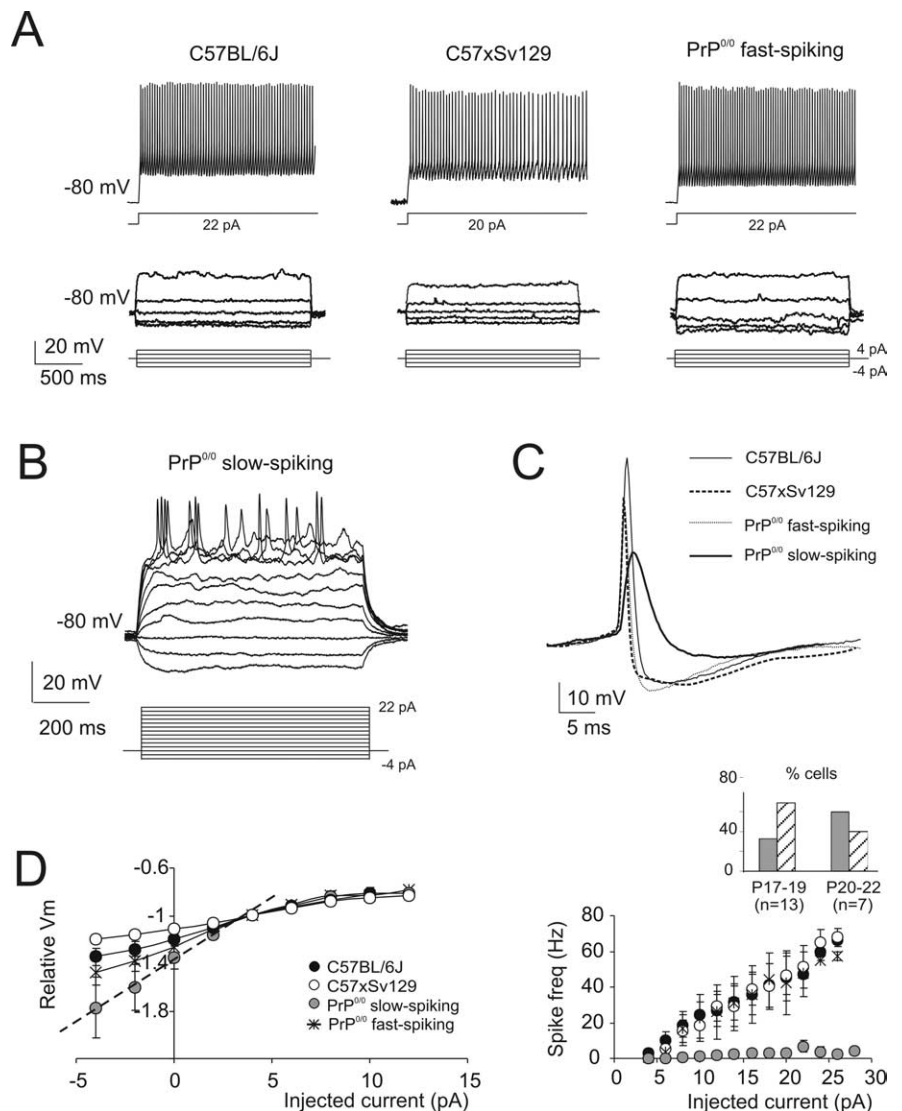 A
C57BL/6J
C57xSv129
PrP0/0 fast-spiking
-80 mV
22 pA
20 pA
22 pA
-80 mV
20 mV
500 ms
4 pA
-4 pA
B
PrP0/0 slow-spiking
-80 mV
20 mV
200 ms
22 pA
-4 pA
C
C57BL/6J
C57xSv129
PrP0/0 fast-spiking
PrP0/0 slow-spiking
10 mV
5 ms
D
Relative Vm
-0.6
-1
-1.4
-1.8
C57BL/6J
C57xSv129
PrP0/0 slow-spiking
PrP0/0 fast-spiking
-5 0 5 10 15
Injected current (pA)
% cells
80
40
0
P17-19 P20-22
(n=13) (n=7)
Spike freq (Hz)
80
60
40
20
0
0 5 10 15 20 25 30
Injected current (pA)